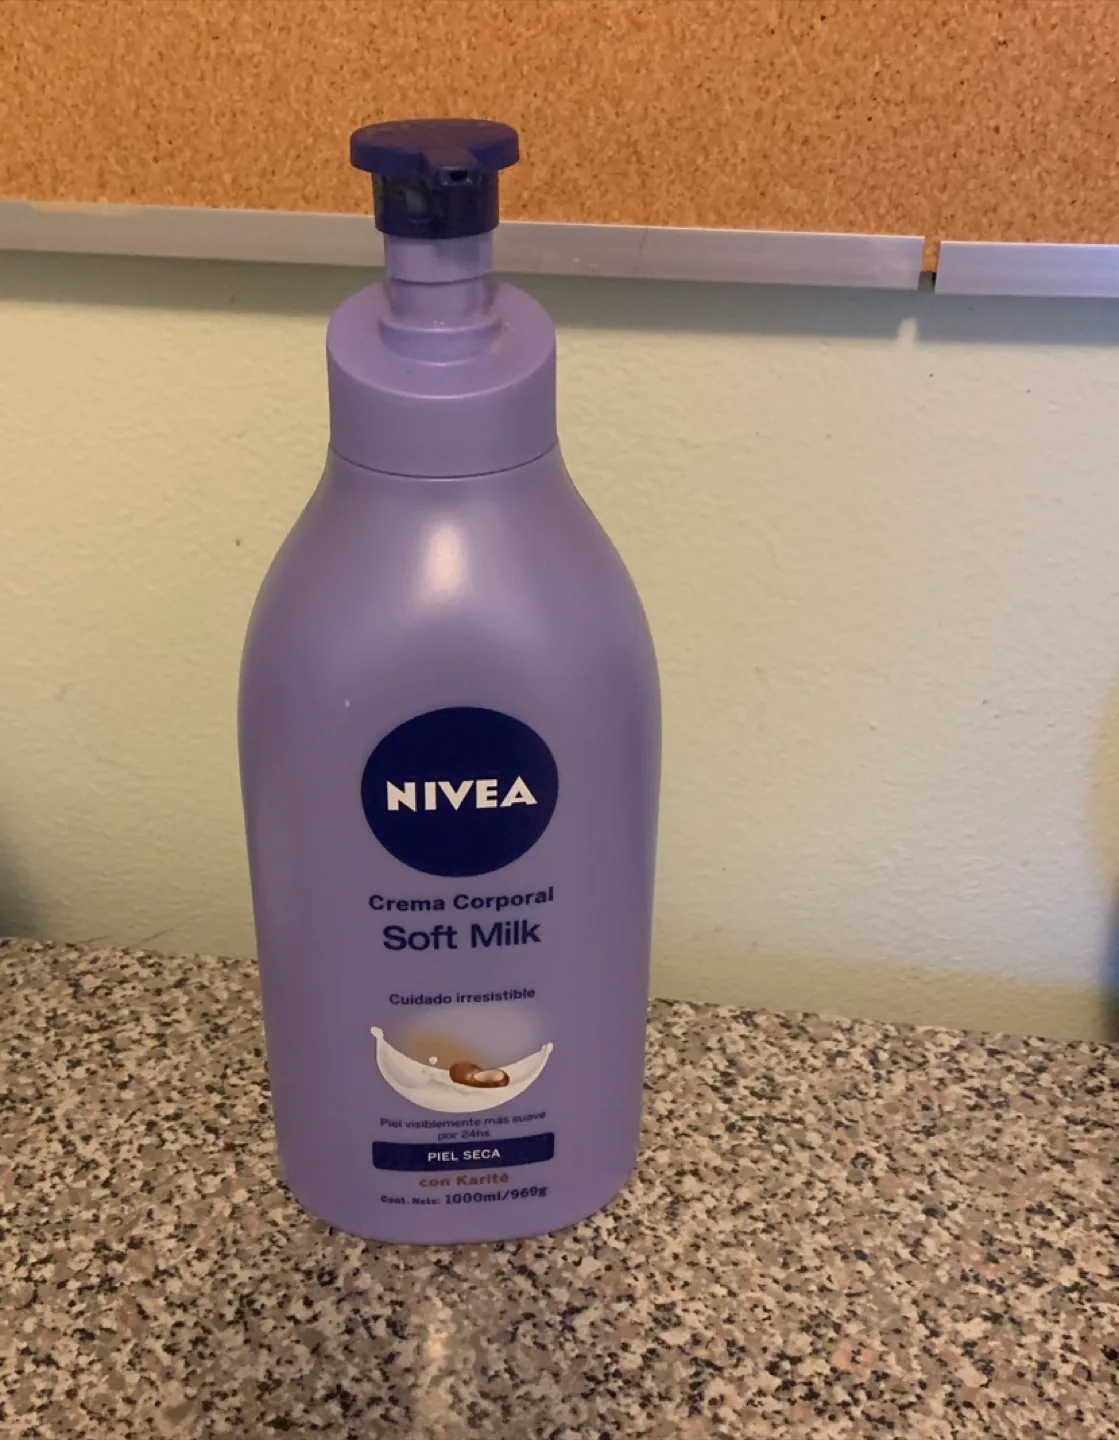 NIVEA
Crema Corporal
Soft Milk
Cuidado irresistible
Piel visiblemente más suave
por 24hs
PIEL SECA
con Karité
Cont. Neto: 1000ml/969g